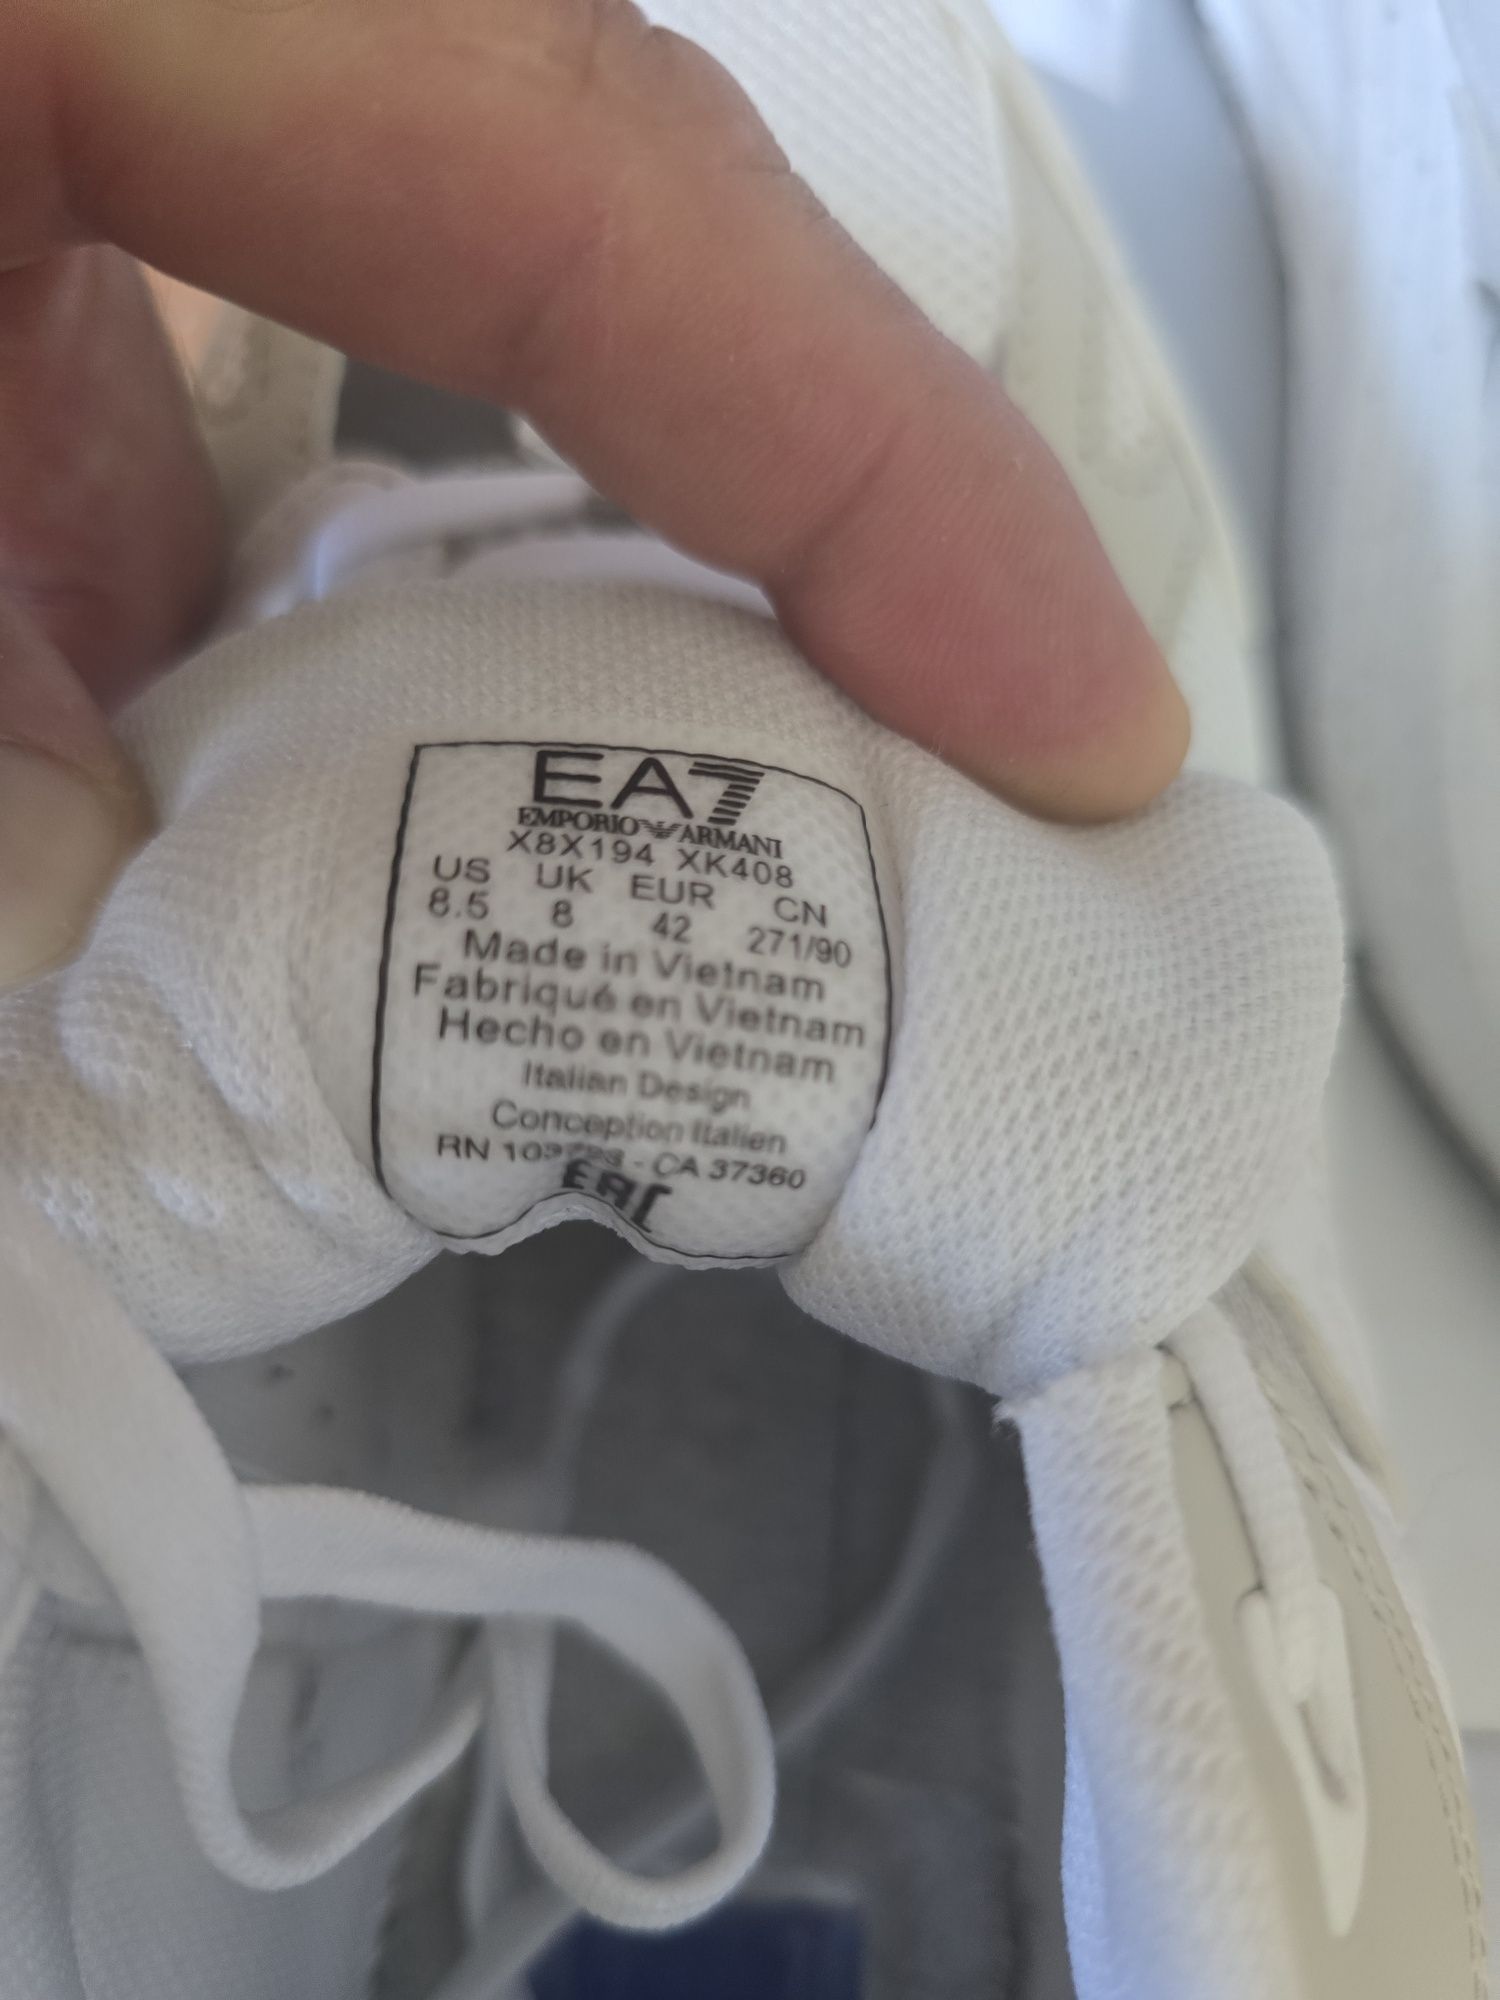 EA7
EMPORIO ARMANI
X8X194 XK408
US UK EUR CN
8.5 8 42 271/90
Made in Vietnam
Fabriqué en Vietnam
Hecho en Vietnam
Italian Design
Conception Italien
RN - CA 37360
EAC